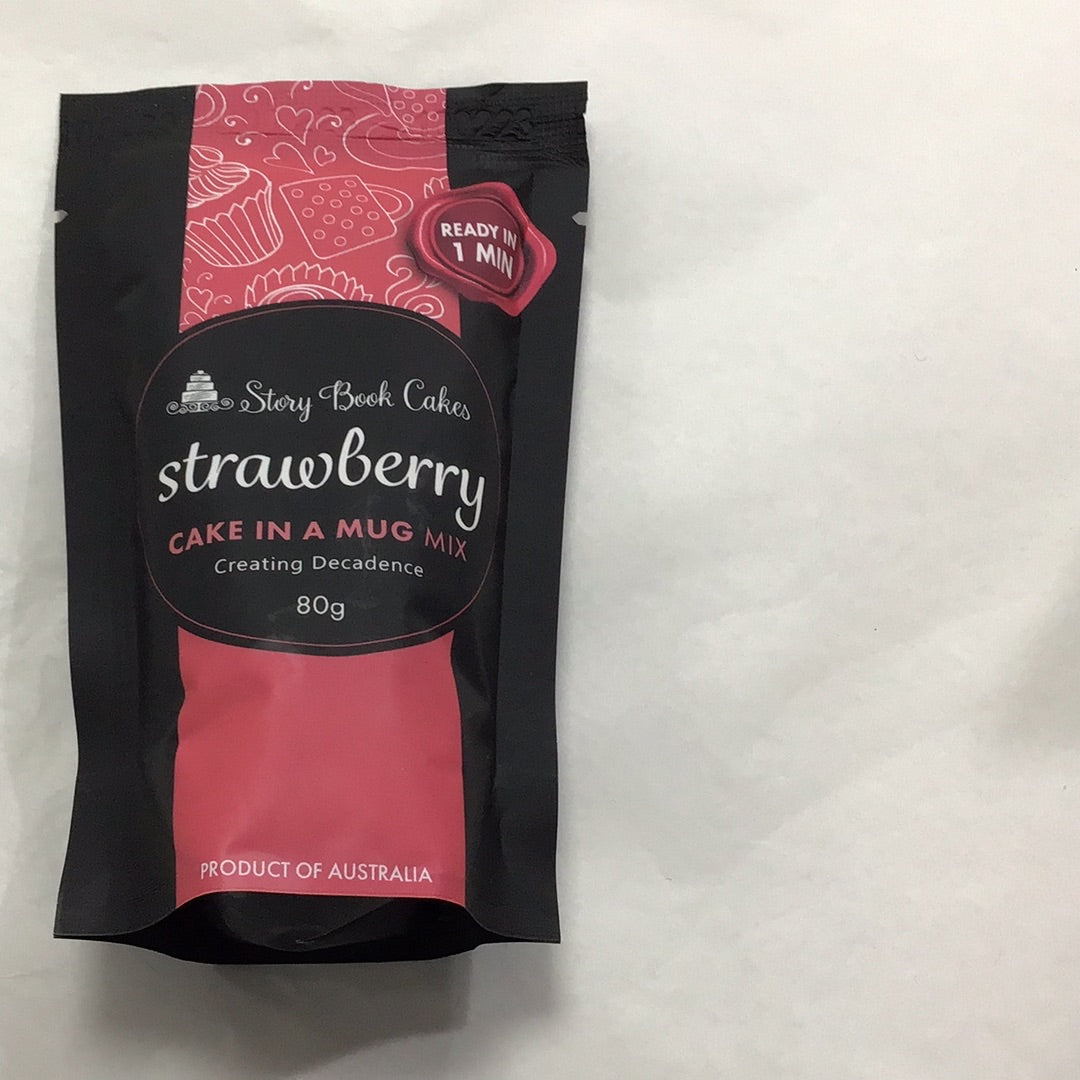 READY IN
1 MIN
Story Book Cakes
strawberry
CAKE IN A MUG MIX
Creating Decadence
80g
PRODUCT OF AUSTRALIA